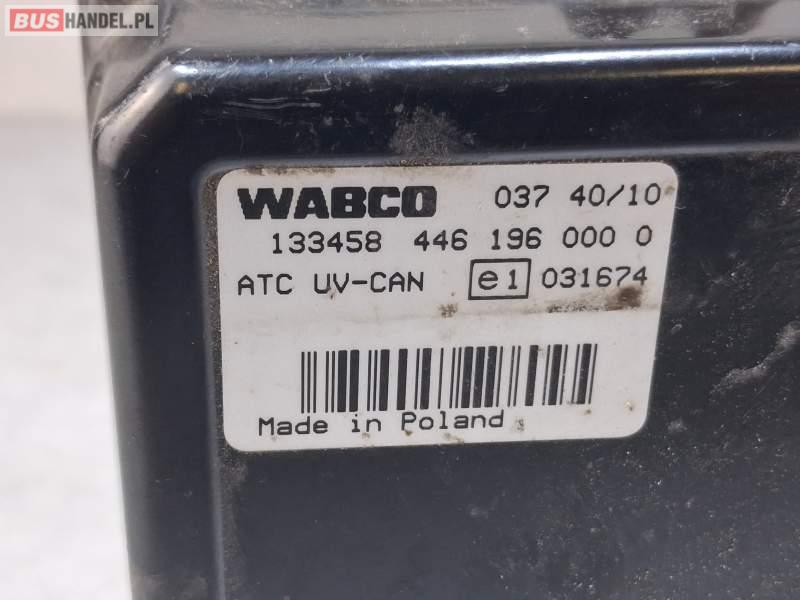 BUSHANDEL.PL
WABCO 037 40/10
133458 446 196 000 0
ATC UV-CAN e1 031674
Made in Poland